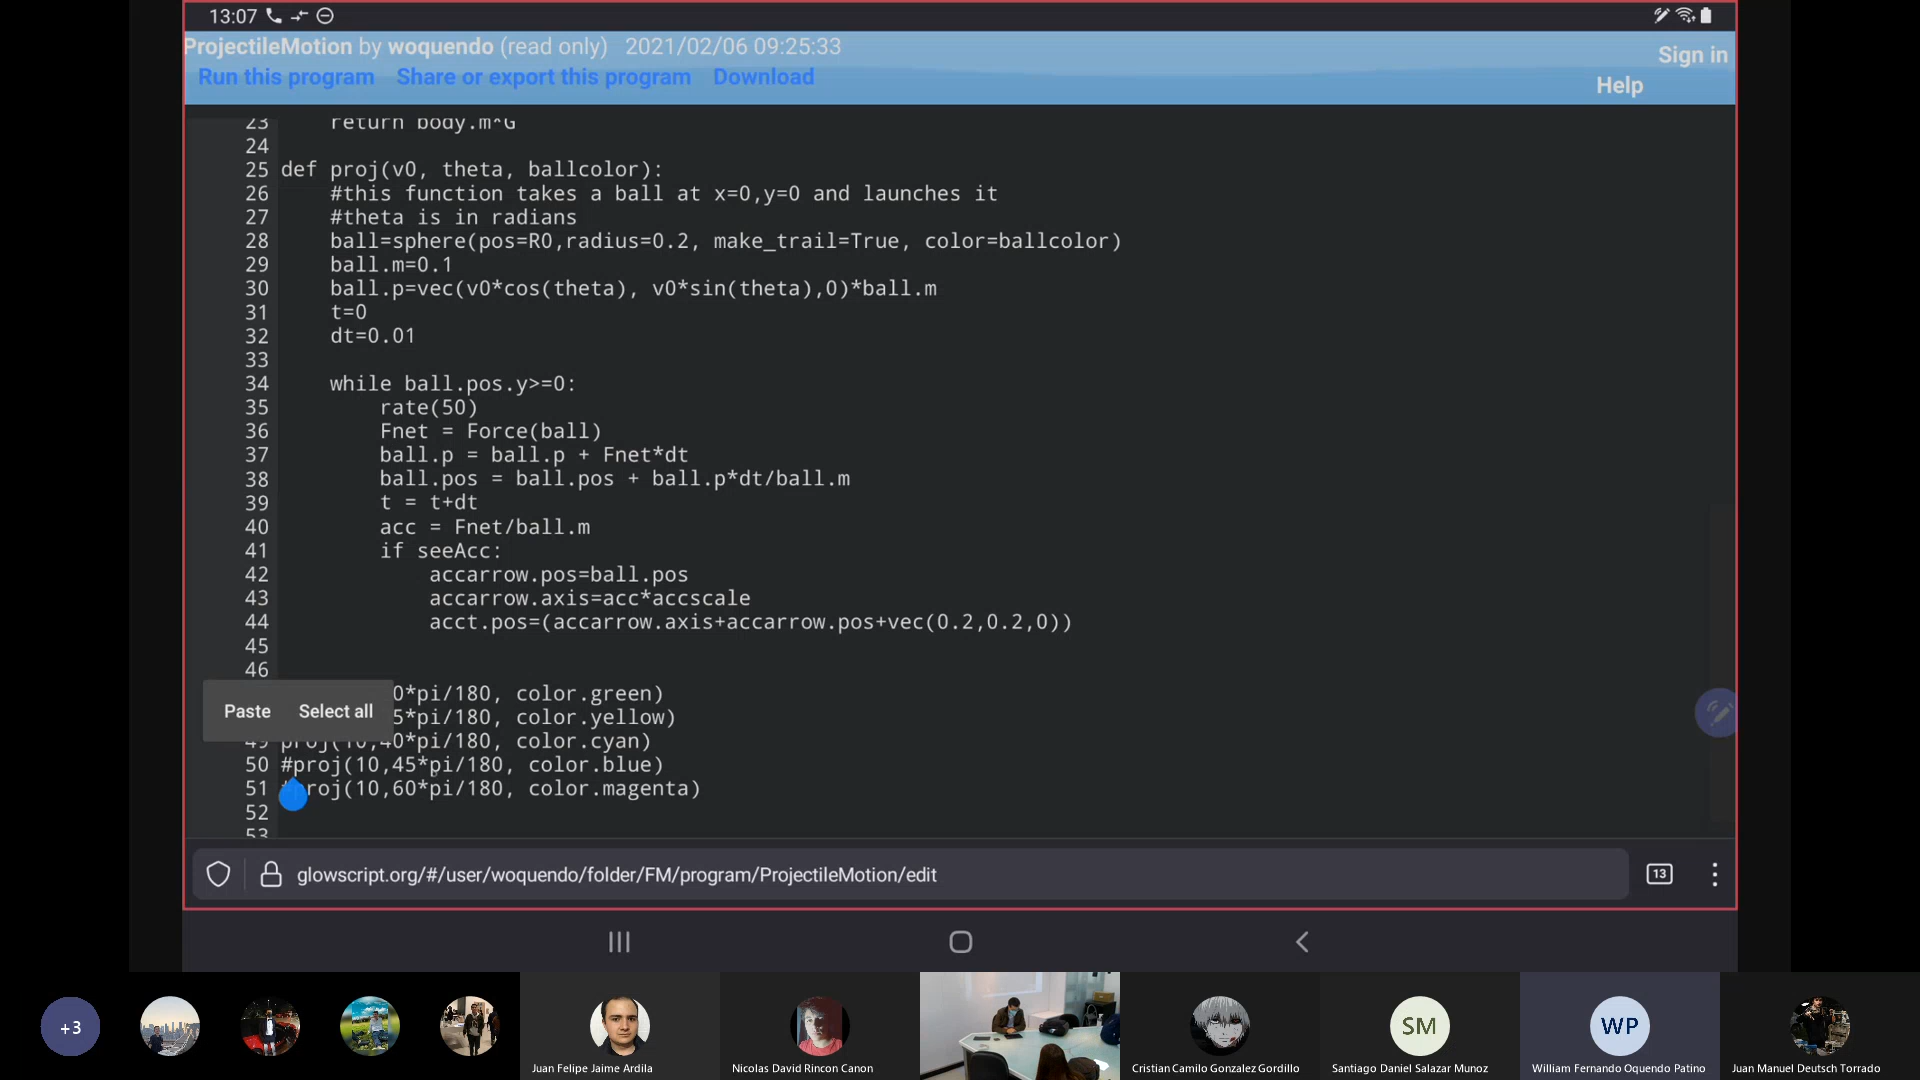 13:07
ProjectileMotion by woquendo (read only) 2021/02/06 09:25:33
Sign in
Run this program Share or export this program Download
Help
23 return body.m*G
24
25 def proj(v0, theta, ballcolor):
26 #this function takes a ball at x=0,y=0 and launches it
27 #theta is in radians
28 ball=sphere(pos=R0,radius=0.2, make_trail=True, color=ballcolor)
29 ball.m=0.1
30 ball.p=vec(v0*cos(theta), v0*sin(theta),0)*ball.m
31 t=0
32 dt=0.01
33
34 while ball.pos.y>=0:
35 rate(50)
36 Fnet = Force(ball)
37 ball.p = ball.p + Fnet*dt
38 ball.pos = ball.pos + ball.p*dt/ball.m
39 t = t+dt
40 acc = Fnet/ball.m
41 if seeAcc:
42 accarrow.pos=ball.pos
43 accarrow.axis=acc*accscale
44 acct.pos=(accarrow.axis+accarrow.pos+vec(0.2,0.2,0))
45
46
0*pi/180, color.green)
Paste Select all
5*pi/180, color.yellow)
49 proj(10,40*pi/180, color.cyan)
50 #proj(10,45*pi/180, color.blue)
51 #proj(10,60*pi/180, color.magenta)
52
53
glowscript.org/#/user/woquendo/folder/FM/program/ProjectileMotion/edit
13
+3
SM
WP
Juan Felipe Jaime Ardila
Nicolas David Rincon Canon
Cristian Camilo Gonzalez Gordillo
Santiago Daniel Salazar Munoz
William Fernando Oquendo Patino
Juan Manuel Deutsch Torrado